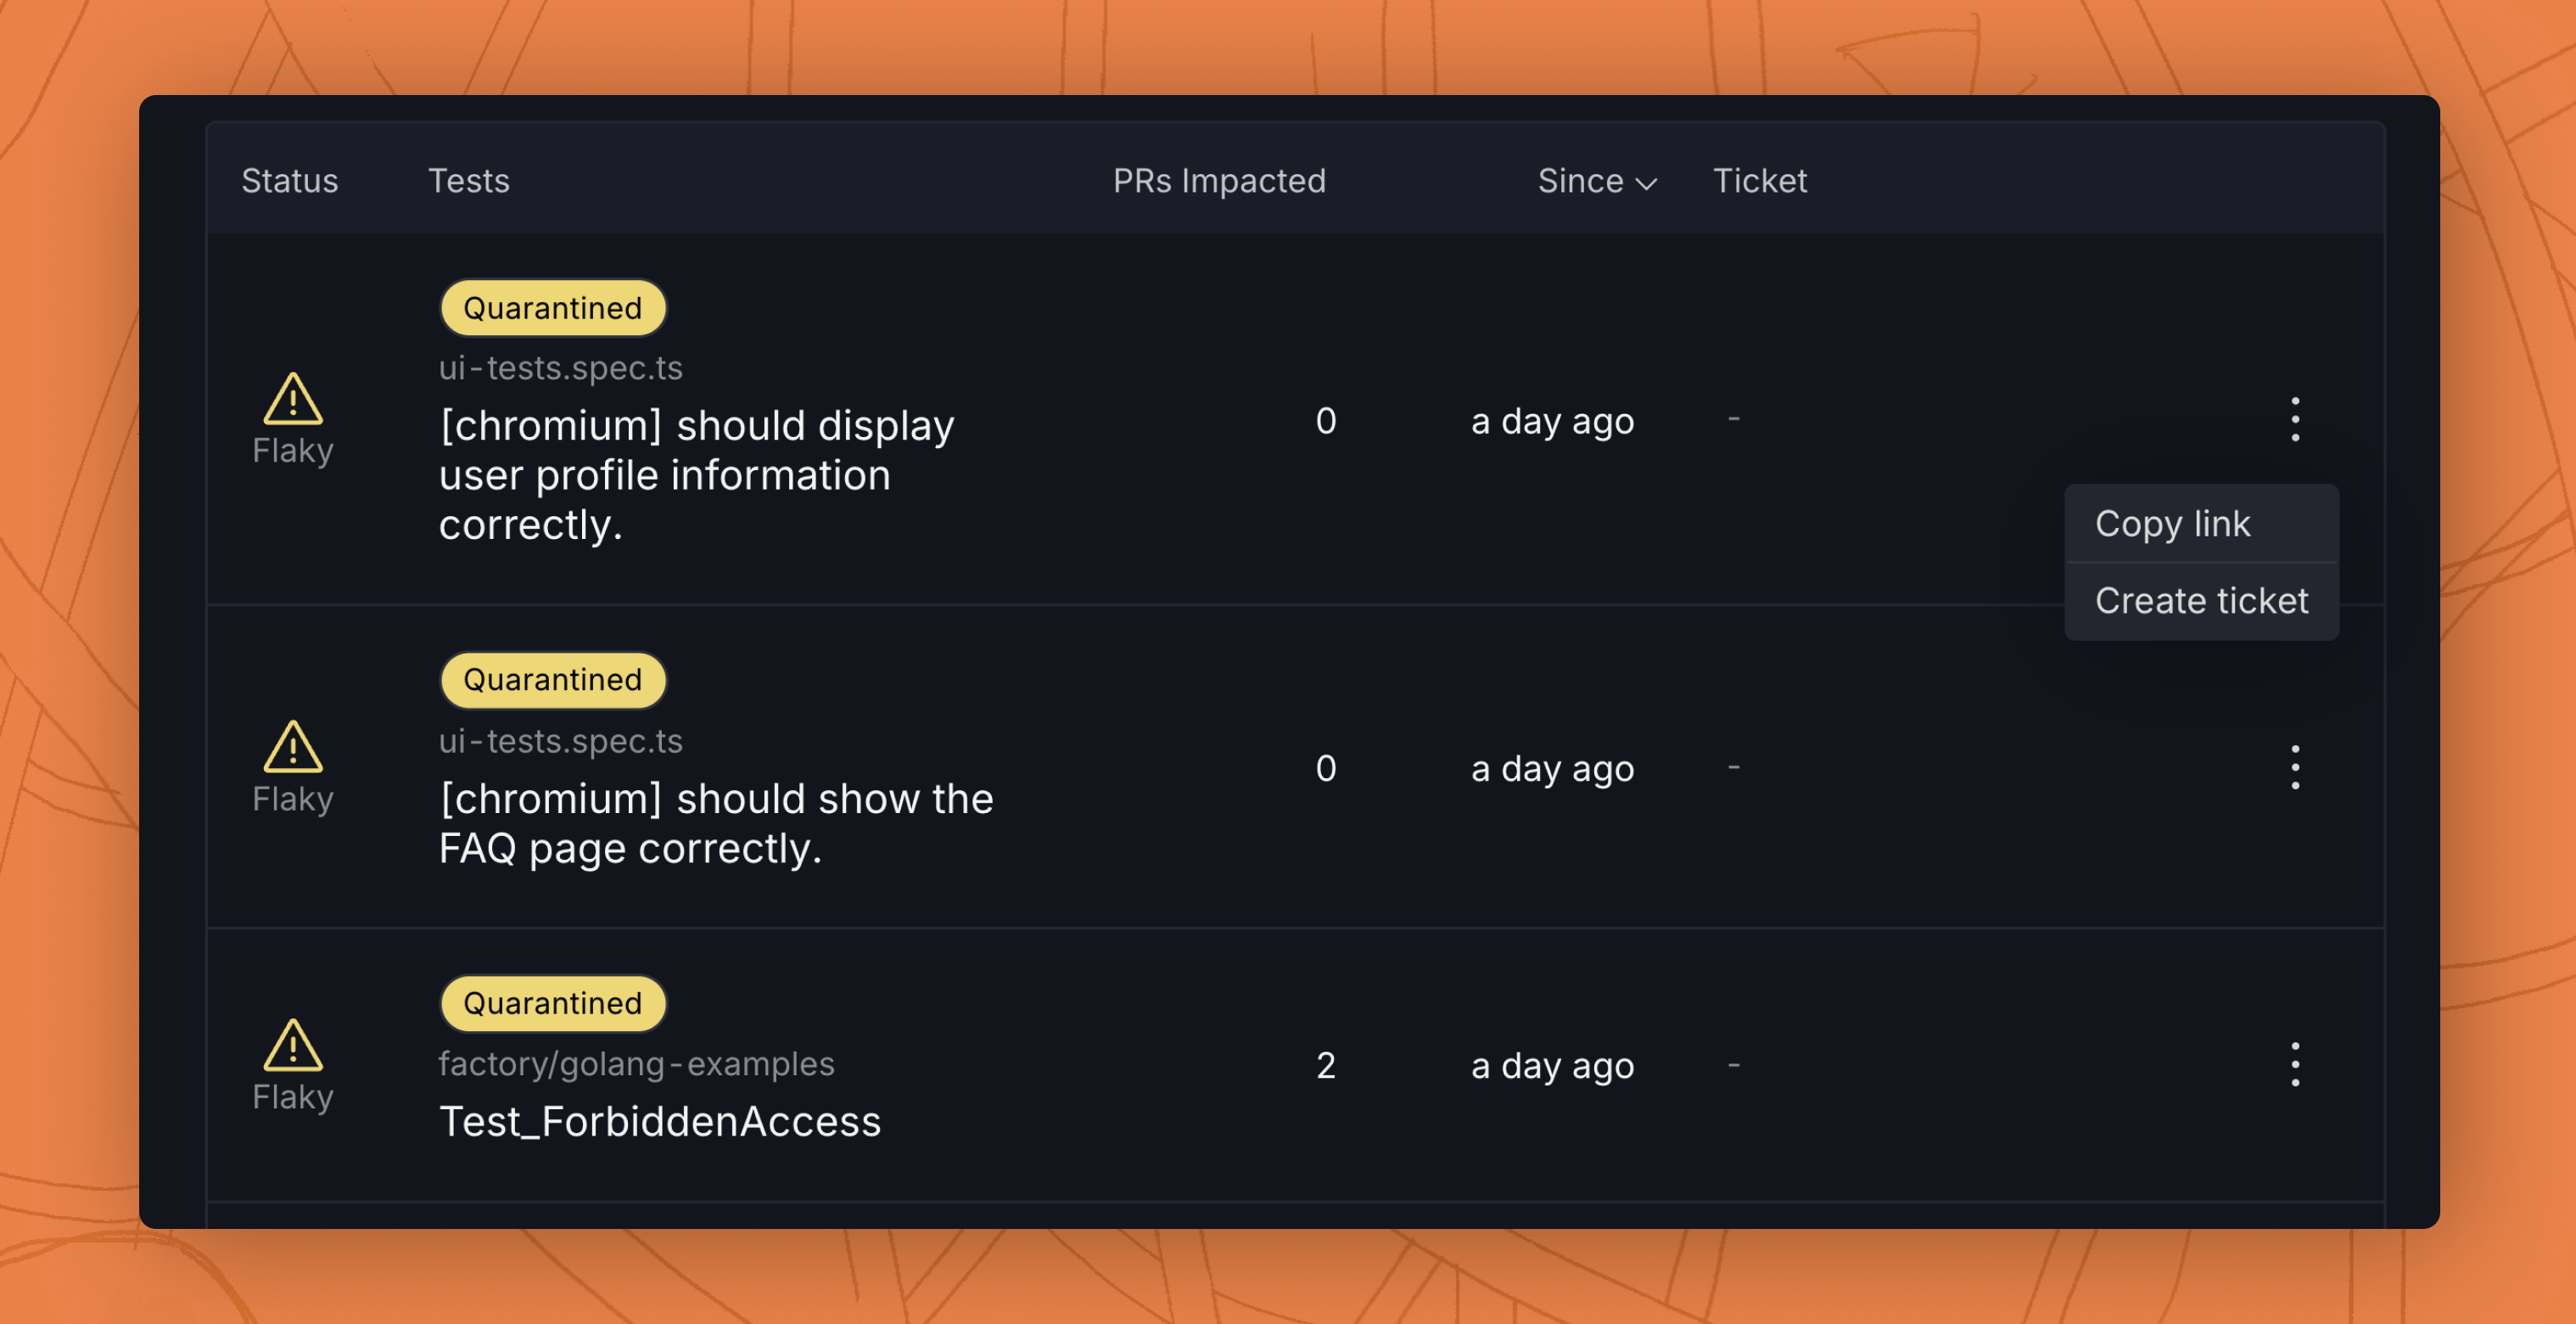 Status Tests PRs Impacted Since Ticket
Quarantined
ui-tests.spec.ts
[chromium] should display
user profile information
correctly.
Flaky
0 a day ago -
Copy link
Create ticket
Quarantined
ui-tests.spec.ts
[chromium] should show the
FAQ page correctly.
Flaky
0 a day ago -
Quarantined
factory/golang-examples
Test_ForbiddenAccess
Flaky
2 a day ago -